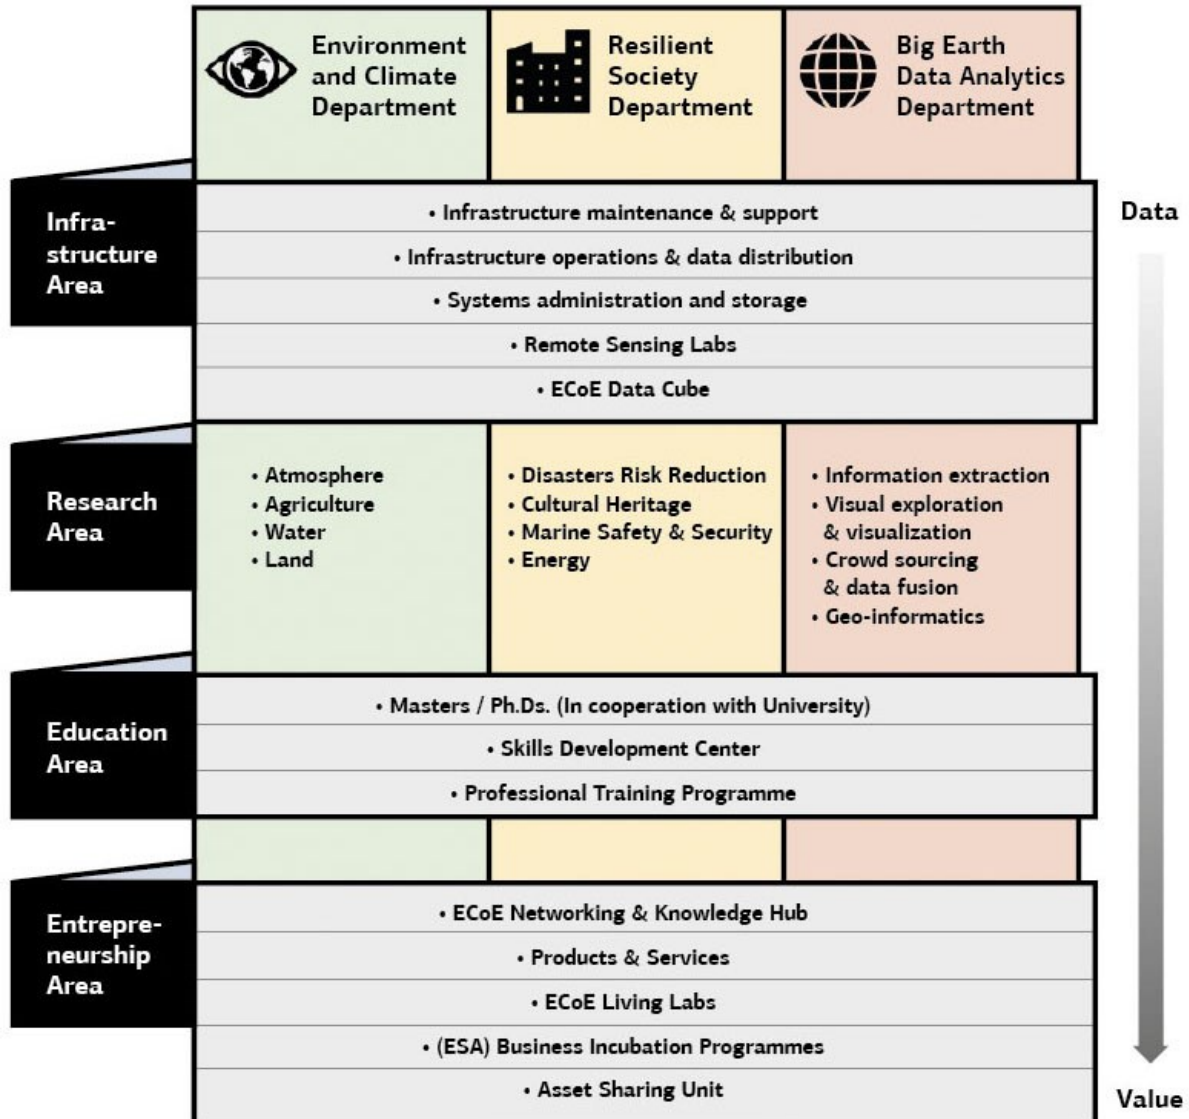 Environment
and Climate
Department
Resilient
Society
Department
Big Earth
Data Analytics
Department
Infra-
structure
Area
• Infrastructure maintenance & support
• Infrastructure operations & data distribution
• Systems administration and storage
• Remote Sensing Labs
• ECoE Data Cube
Data
Research
Area
• Atmosphere
• Agriculture
• Water
• Land
• Disasters Risk Reduction
• Cultural Heritage
• Marine Safety & Security
• Energy
• Information extraction
• Visual exploration
& visualization
• Crowd sourcing
& data fusion
• Geo-informatics
Education
Area
• Masters / Ph.Ds. (In cooperation with University)
• Skills Development Center
• Professional Training Programme
Entrepre-
neurship
Area
• ECoE Networking & Knowledge Hub
• Products & Services
• ECoE Living Labs
• (ESA) Business Incubation Programmes
• Asset Sharing Unit
Value